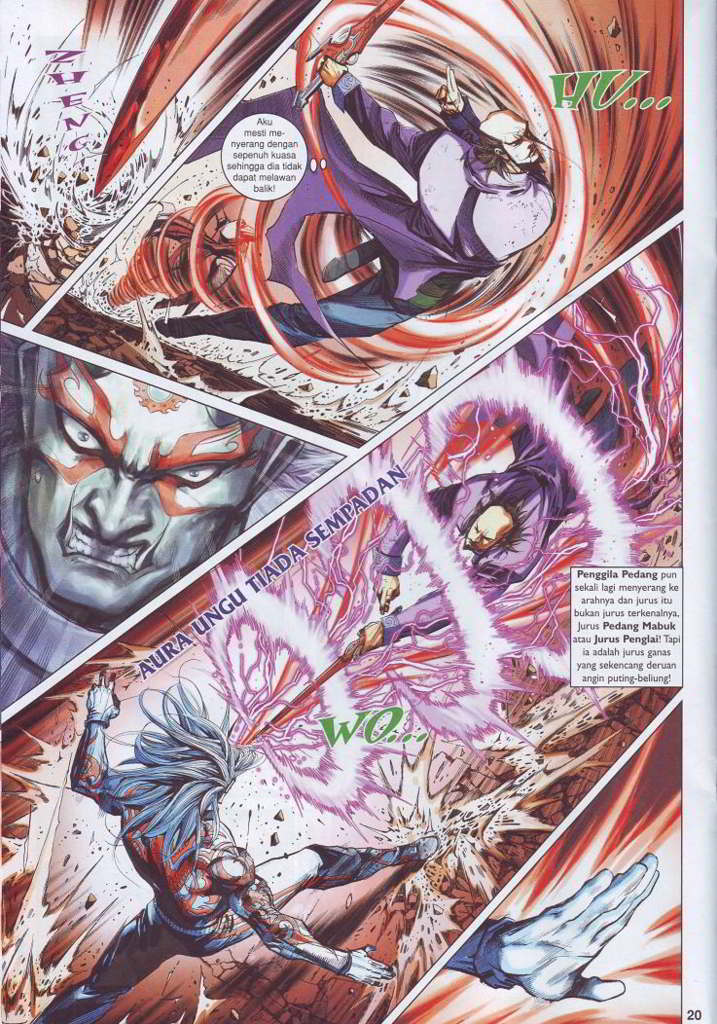 ZHENG
HU...
Aku
mesti me-
nyerang dengan
sepenuh kuasa
sehingga dia tidak
dapat melawan
balik!
AURA UNGU TIADA SEMPADAN
Penggila Pedang pun
sekali lagi menyerang ke
arahnya dan jurus itu
bukan jurus terkenalnya,
Jurus Pedang Mabuk
atau Jurus Penglai! Tapi
ia adalah jurus ganas
yang sekencang deruan
angin puting-beliung!
WO...
20